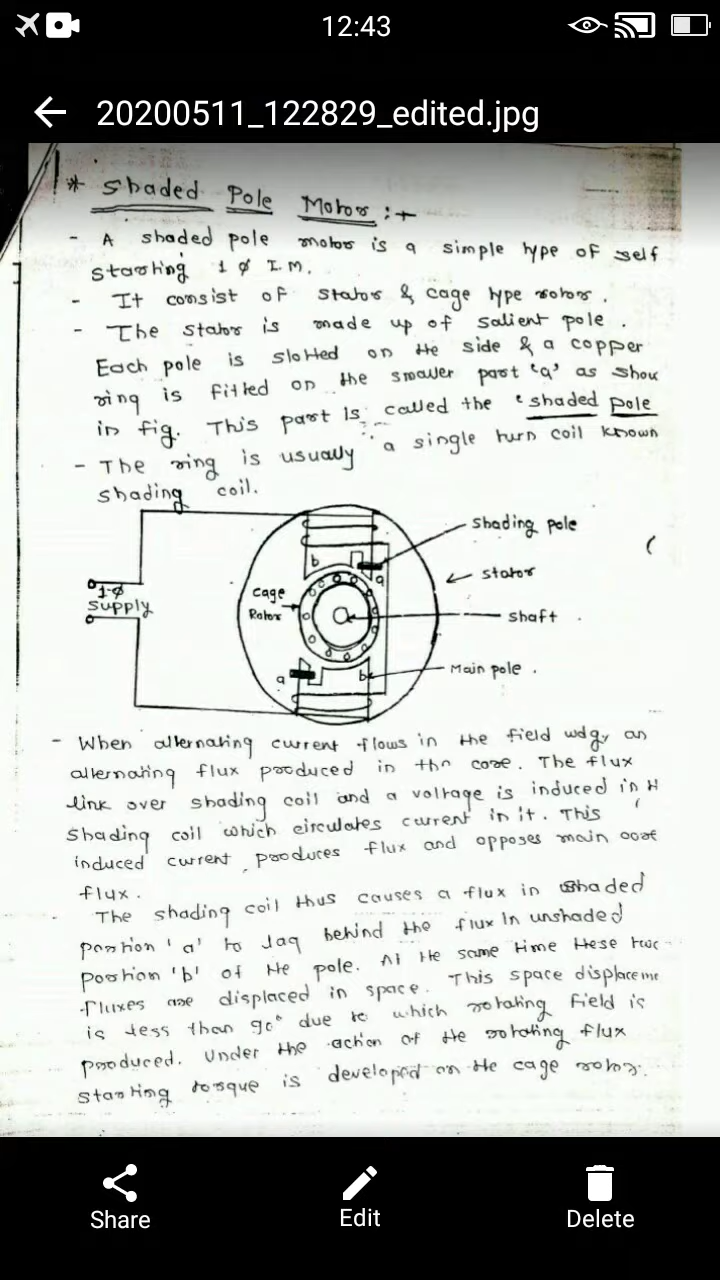 12:43
20200511_122829_edited.jpg
* Shaded Pole Motor :-
- A shaded pole motor is a simple type of self
starting 1 ø I.M.
- It consist of stator & cage type rotor.
- The stator is made up of salient pole.
Each pole is slotted on the side & a copper
ring is fitted on the smaller part 'a' as show
in fig. This part is called the 'shaded pole
- The ring is usually a single turn coil known
shading coil.
shading pole
b
a
stator
1-ø
supply
Cage
Rotor
shaft
a
b
Main pole.
- When alternating current flows in the field wdg, an
alternating flux produced in the core. The flux
link over shading coil and a voltage is induced in
shading coil which circulates current in it. This
induced current produces flux and opposes main core
flux.
The shading coil thus causes a flux in shaded
portion 'a' to lag behind the flux in unshaded
portion 'b' of the pole. At the same time these two
fluxes are displaced in space. This space displaceme
is less than 90° due to which rotating field is
produced. Under the action of the rotating flux
starting torque is developed on the cage rotor.
Share
Edit
Delete